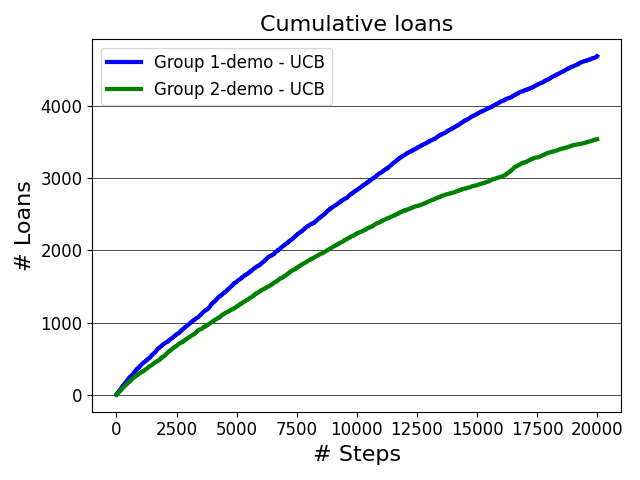 Cumulative loans
Group 1-demo - UCB
Group 2-demo - UCB
# Loans
4000
3000
2000
1000
0
0 2500 5000 7500 10000 12500 15000 17500 20000
# Steps